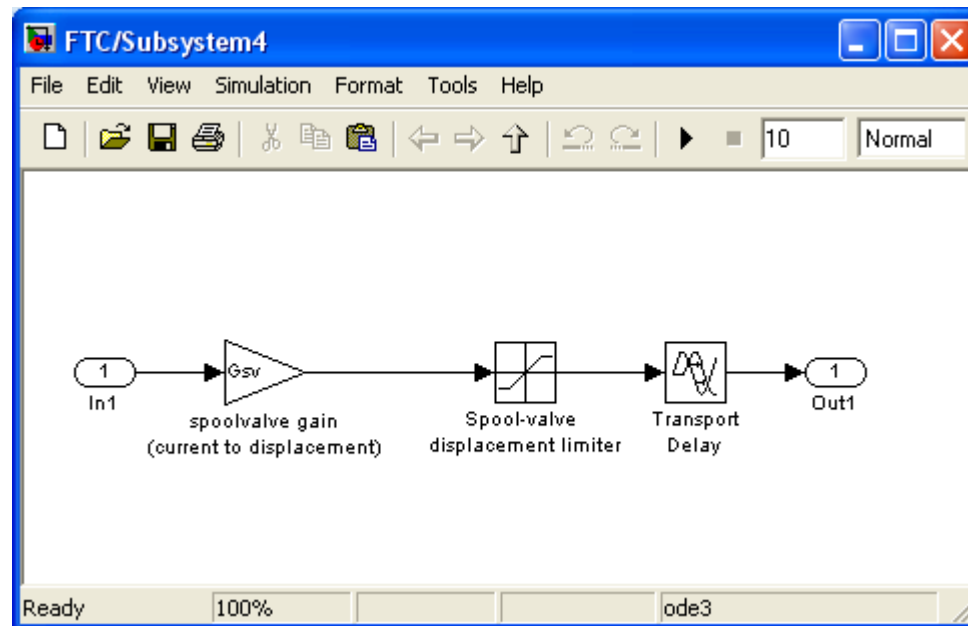 FTC/Subsystem4
File Edit View Simulation Format Tools Help
10 Normal
1
In1
Gsv
spoolvalve gain
(current to displacement)
Spool-valve
displacement limiter
Transport
Delay
1
Out1
Ready 100% ode3